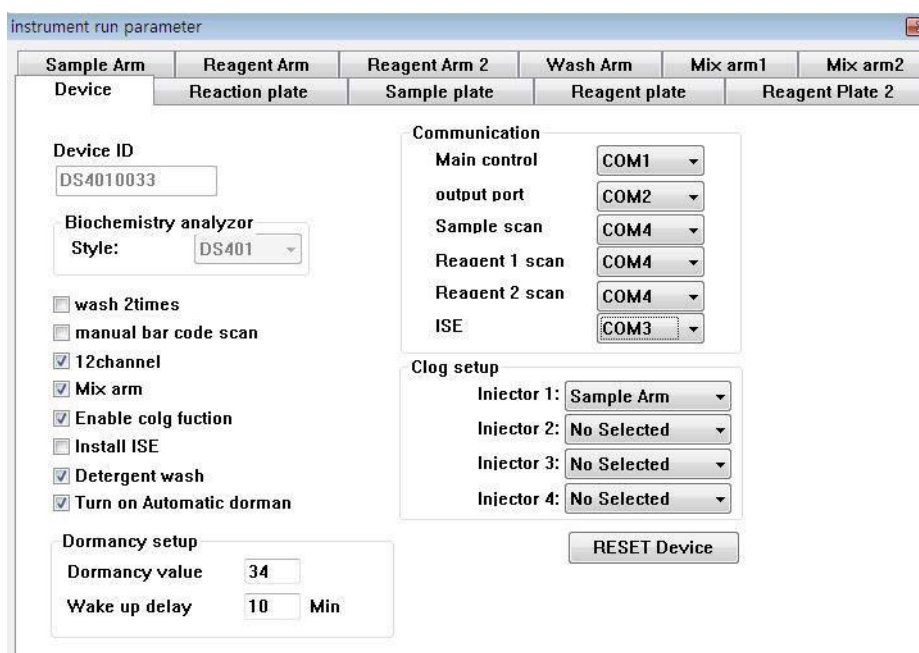 instrument run parameter
Sample Arm Reagent Arm Reagent Arm 2 Wash Arm Mix arm1 Mix arm2
Device Reaction plate Sample plate Reagent plate Reagent Plate 2
Device ID
DS4010033
Biochemistry analyzor
Style: DS401
wash 2times
manual bar code scan
12channel
Mix arm
Enable colg fuction
Install ISE
Detergent wash
Turn on Automatic dorman
Dormancy setup
Dormancy value 34
Wake up delay 10 Min
Communication
Main control COM1
output port COM2
Sample scan COM4
Reagent 1 scan COM4
Reagent 2 scan COM4
ISE COM3
Clog setup
Injector 1: Sample Arm
Injector 2: No Selected
Injector 3: No Selected
Injector 4: No Selected
RESET Device